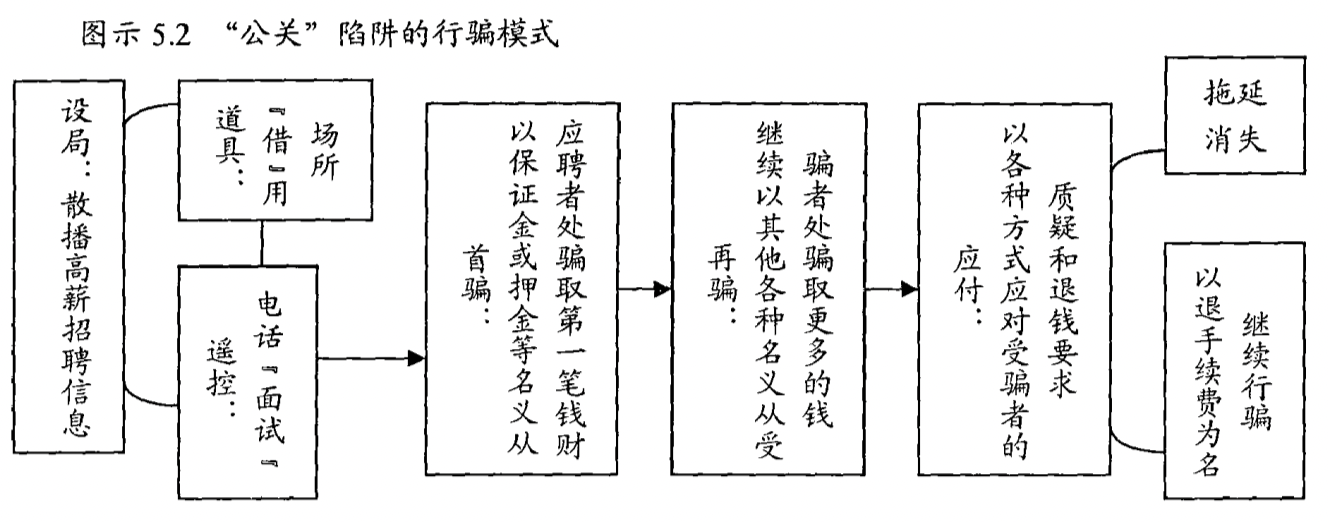 图示 5.2 “公关”陷阱的行骗模式
设局：散播高薪招聘信息
道具：
『借』用
场所
遥控：
电话『面试』
首骗：
以保证金或押金等名义从
应聘者处骗取第一笔钱财
再骗：
继续以其他各种名义从受
骗者处骗取更多的钱
应付：
以各种方式应对受骗者的
质疑和退钱要求
拖延
消失
以退手续费为名
继续行骗